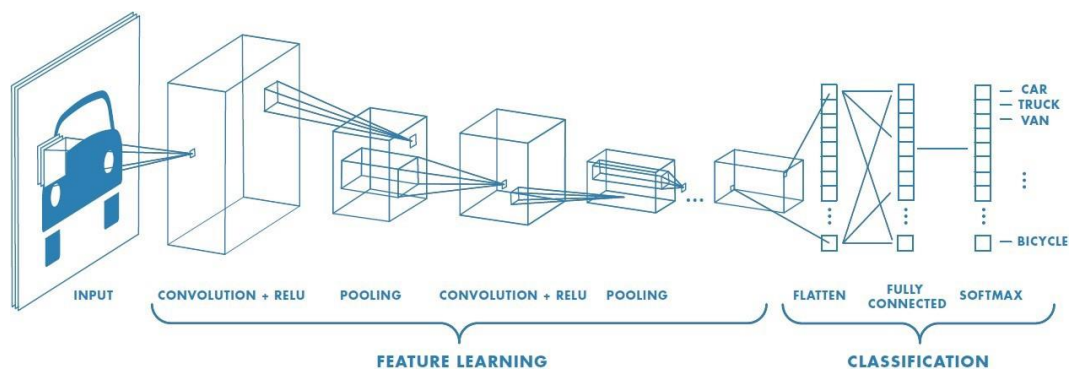 CAR
TRUCK
VAN
BICYCLE
INPUT
CONVOLUTION + RELU
POOLING
CONVOLUTION + RELU
POOLING
FLATTEN
FULLY
CONNECTED
SOFTMAX
FEATURE LEARNING
CLASSIFICATION